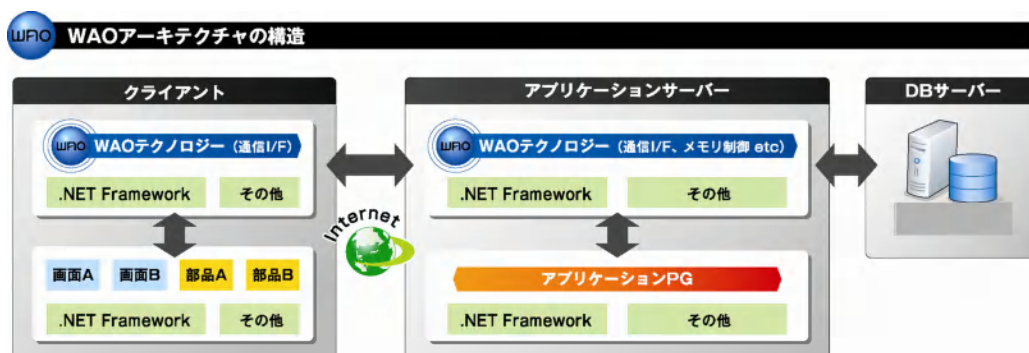 WAO WAOアーキテクチャの構造
クライアント
WAO WAOテクノロジー（通信I/F）
.NET Framework その他
画面A 画面B 部品A 部品B
.NET Framework その他
Internet
アプリケーションサーバー
WAO WAOテクノロジー（通信I/F、メモリ制御 etc）
.NET Framework その他
アプリケーションPG
.NET Framework その他
DBサーバー